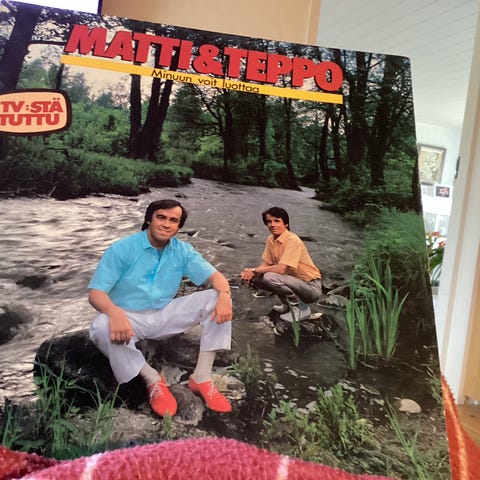 MATTI&TEPPO
Minuun voit luottaa
TV:STÄ
TUTTU